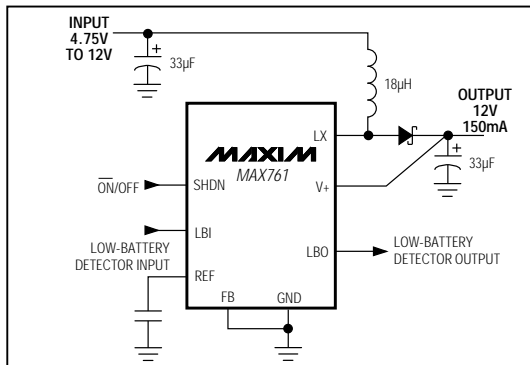 INPUT
4.75V
TO 12V
33µF
18µH
OUTPUT
12V
150mA
LX
MAXIM
MAX761
33µF
V+
ON/OFF
SHDN
LBI
LOW-BATTERY
DETECTOR INPUT
LBO
LOW-BATTERY
DETECTOR OUTPUT
REF
FB
GND